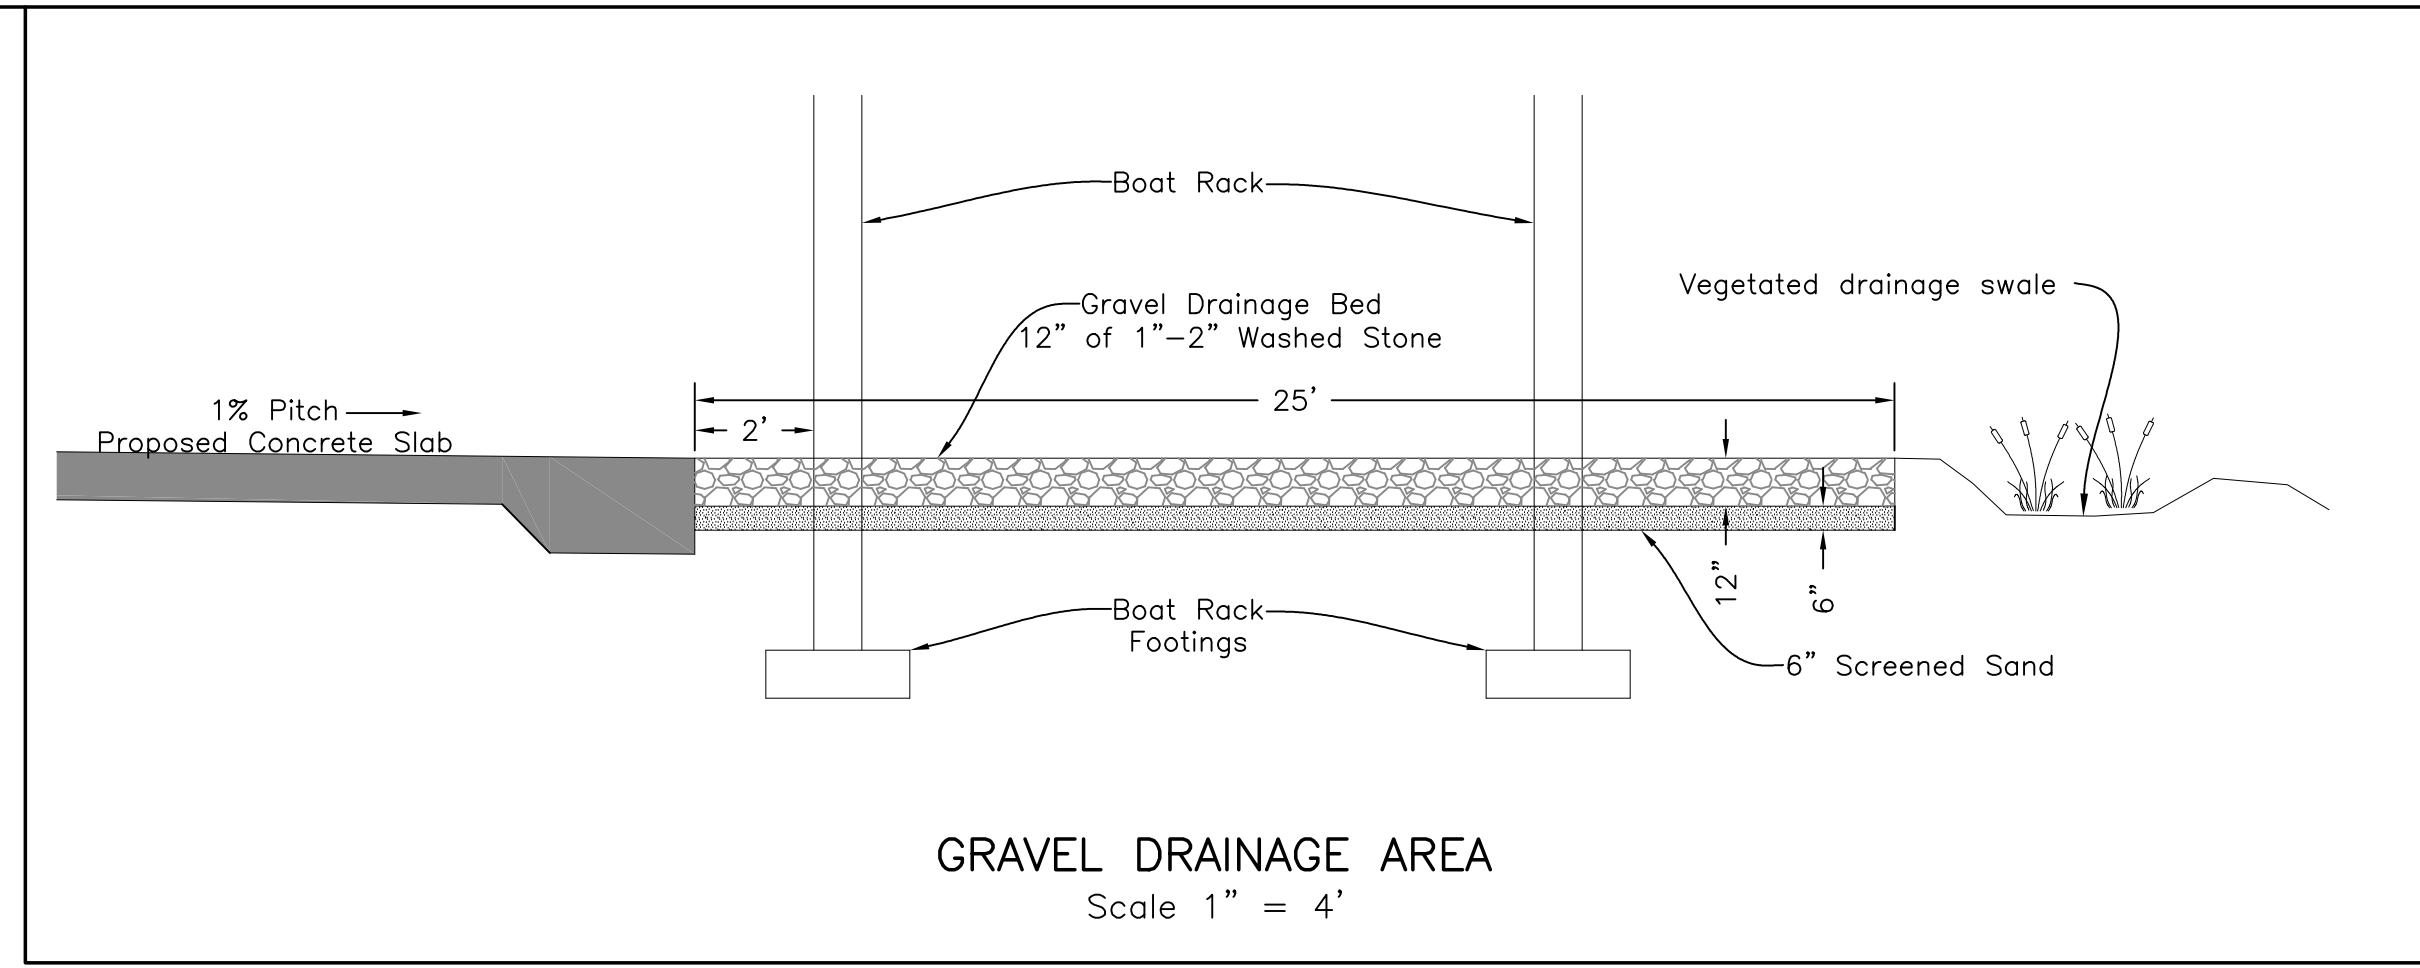 Boat Rack
Vegetated drainage swale
Gravel Drainage Bed
12" of 1"-2" Washed Stone
25'
1% Pitch
2'
Proposed Concrete Slab
12"
6"
Boat Rack
Footings
6" Screened Sand
GRAVEL DRAINAGE AREA
Scale 1" = 4'